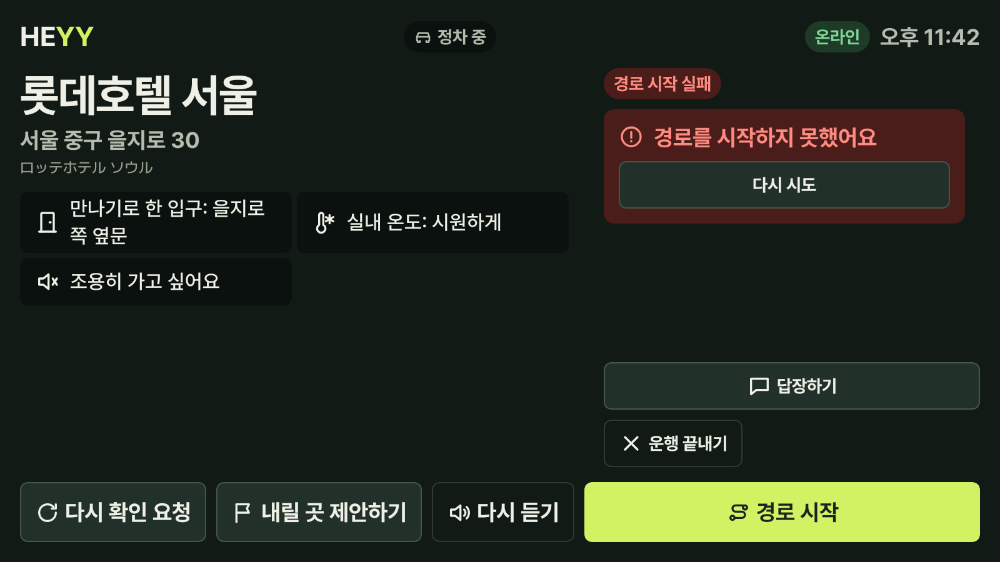 HEYY
정차 중
온라인
오후 11:42
롯데호텔 서울
서울 중구 을지로 30
ロッテホテル ソウル
만나기로 한 입구: 을지로
쪽 옆문
실내 온도: 시원하게
조용히 가고 싶어요
경로 시작 실패
경로를 시작하지 못했어요
다시 시도
답장하기
운행 끝내기
다시 확인 요청
내릴 곳 제안하기
다시 듣기
경로 시작